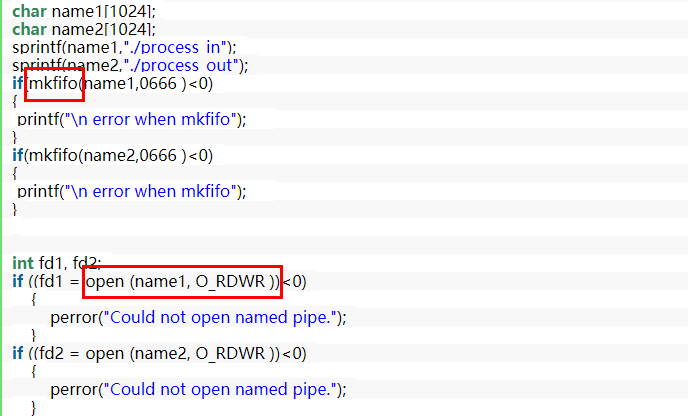 char name1[1024];
char name2[1024];
sprintf(name1,"./process_in");
sprintf(name2,"./process_out");
if(mkfifo(name1,0666 )<0)
{
printf("\n error when mkfifo");
}
if(mkfifo(name2,0666 )<0)
{
printf("\n error when mkfifo");
}
int fd1, fd2;
if ((fd1 = open (name1, O_RDWR ))<0)
{
perror("Could not open named pipe.");
}
if ((fd2 = open (name2, O_RDWR ))<0)
{
perror("Could not open named pipe.");
}